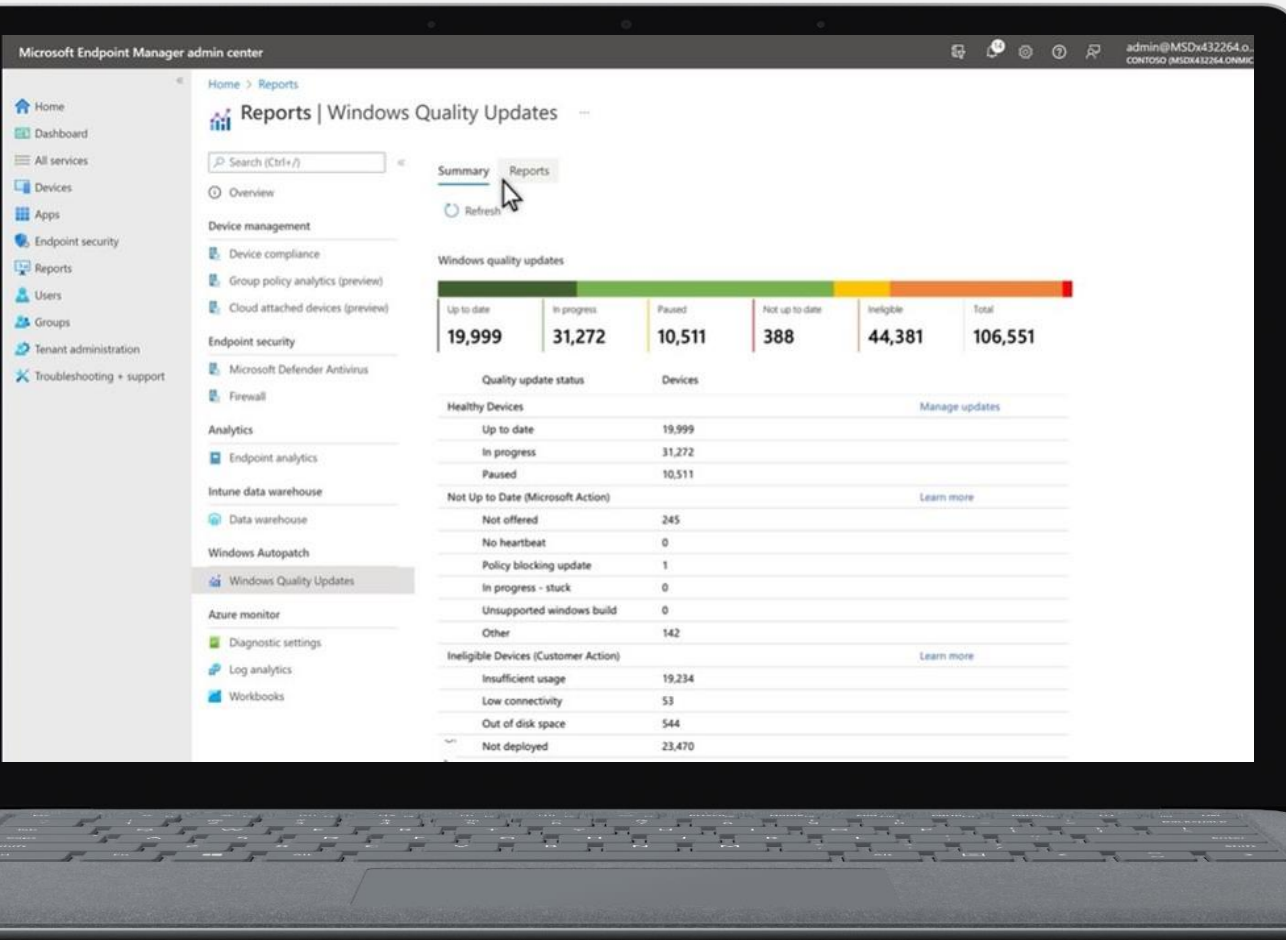 Microsoft Endpoint Manager admin center
14
admin@MSDx432264.o..
CONTOSO (MSDX432264.ONMIC
Home
Dashboard
All services
Devices
Apps
Endpoint security
Reports
Users
Groups
Tenant administration
Troubleshooting + support
Home > Reports
Reports | Windows Quality Updates ...
Search (Ctrl+/)
Overview
Device management
Device compliance
Group policy analytics (preview)
Cloud attached devices (preview)
Endpoint security
Microsoft Defender Antivirus
Firewall
Analytics
Endpoint analytics
Intune data warehouse
Data warehouse
Windows Autopatch
Windows Quality Updates
Azure monitor
Diagnostic settings
Log analytics
Workbooks
Summary Reports
Refresh
Windows quality updates
Up to date In progress Paused Not up to date Ineligible Total
19,999 31,272 10,511 388 44,381 106,551
Quality update status Devices
Healthy Devices Manage updates
Up to date 19,999
In progress 31,272
Paused 10,511
Not Up to Date (Microsoft Action) Learn more
Not offered 245
No heartbeat 0
Policy blocking update 1
In progress - stuck 0
Unsupported windows build 0
Other 142
Ineligible Devices (Customer Action) Learn more
Insufficient usage 19,234
Low connectivity 53
Out of disk space 544
Not deployed 23,470